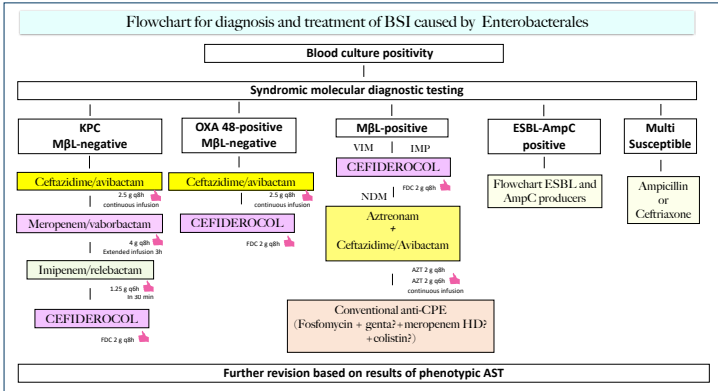 Flowchart for diagnosis and treatment of BSI caused by Enterobacterales
Blood culture positivity
Syndromic molecular diagnostic testing
KPC
MβL-negative
Ceftazidime/avibactam
2.5 g q8h
continuous infusion
Meropenem/vaborbactam
4 g q8h
Extended infusion 3h
Imipenem/relebactam
1.25 g q6h
In 30 min
CEFIDEROCOL
FDC 2 g q8h
OXA 48-positive
MβL-negative
Ceftazidime/avibactam
2.5 g q8h
continuous infusion
CEFIDEROCOL
FDC 2 g q8h
MβL-positive
VIM IMP
CEFIDEROCOL
FDC 2 g q8h
NDM
Aztreonam
+
Ceftazidime/Avibactam
AZT 2 g q8h
AZT 2 g q6h
continuous infusion
Conventional anti-CPE
(Fosfomycin + genta?+meropenem HD?
+colistin?)
ESBL-AmpC
positive
Flowchart ESBL and
AmpC producers
Multi
Susceptible
Ampicillin
or
Ceftriaxone
Further revision based on results of phenotypic AST